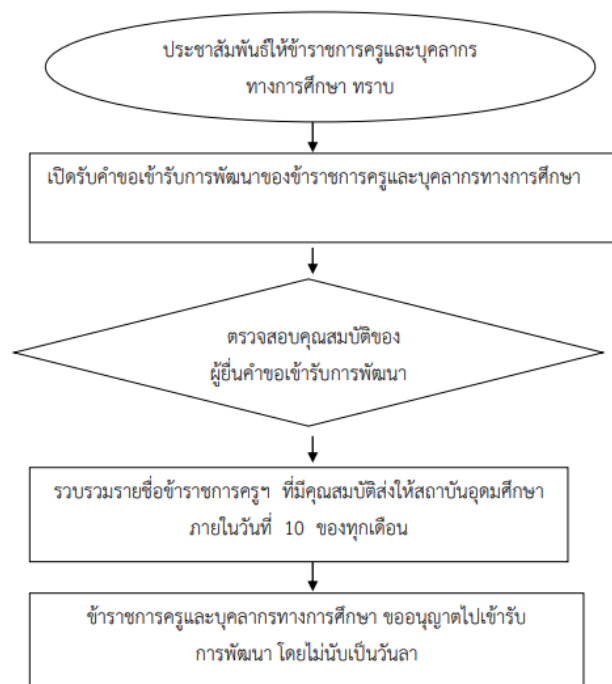 ประชาสัมพันธ์ให้ข้าราชการครูและบุคลากร
ทางการศึกษา ทราบ
เปิดรับคำขอเข้ารับการพัฒนาของข้าราชการครูและบุคลากรทางการศึกษา
ตรวจสอบคุณสมบัติของ
ผู้ยื่นคำขอเข้ารับการพัฒนา
รวบรวมรายชื่อข้าราชการครูฯ ที่มีคุณสมบัติส่งให้สถาบันอุดมศึกษา
ภายในวันที่ 10 ของทุกเดือน
ข้าราชการครูและบุคลากรทางการศึกษา ขออนุญาตไปเข้ารับ
การพัฒนา โดยไม่นับเป็นวันลา